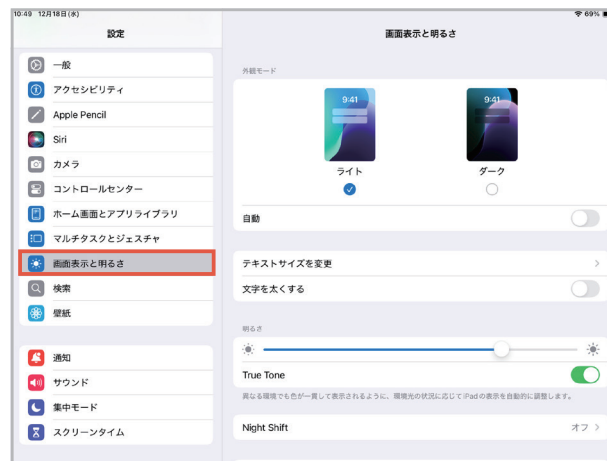 10:49 12月18日(水)
69%
設定
一般
アクセシビリティ
Apple Pencil
Siri
カメラ
コントロールセンター
ホーム画面とアプリライブラリ
マルチタスクとジェスチャ
画面表示と明るさ
検索
壁紙
通知
サウンド
集中モード
スクリーンタイム
画面表示と明るさ
外観モード
9:41
9:41
ライト
ダーク
自動
テキストサイズを変更
文字を太くする
明るさ
True Tone
異なる環境でも色が一貫して表示されるように、環境光の状況に応じてiPadの表示を自動的に調整します。
Night Shift
オフ